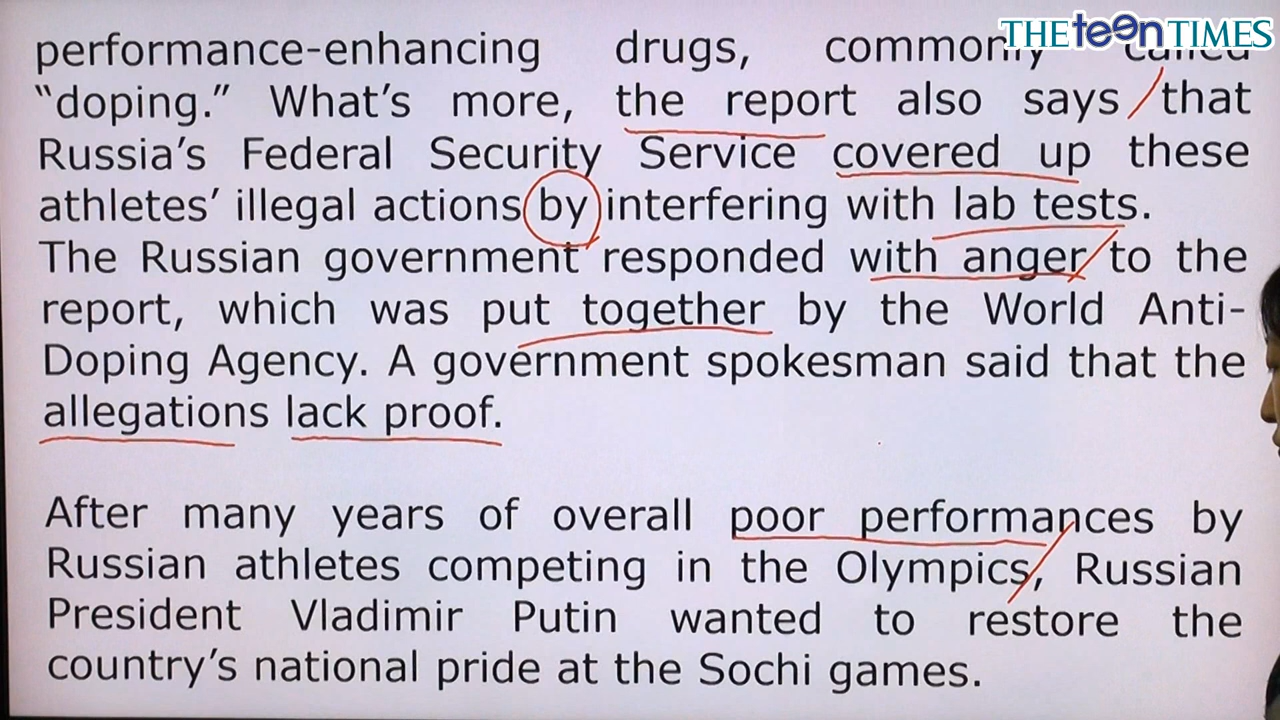 THE teen TIMES
performance-enhancing drugs, commonly called
“doping.” What’s more, the report also says that
Russia’s Federal Security Service covered up these
athletes’ illegal actions by interfering with lab tests.
The Russian government responded with anger to the
report, which was put together by the World Anti-
Doping Agency. A government spokesman said that the
allegations lack proof.
After many years of overall poor performances by
Russian athletes competing in the Olympics, Russian
President Vladimir Putin wanted to restore the
country’s national pride at the Sochi games.